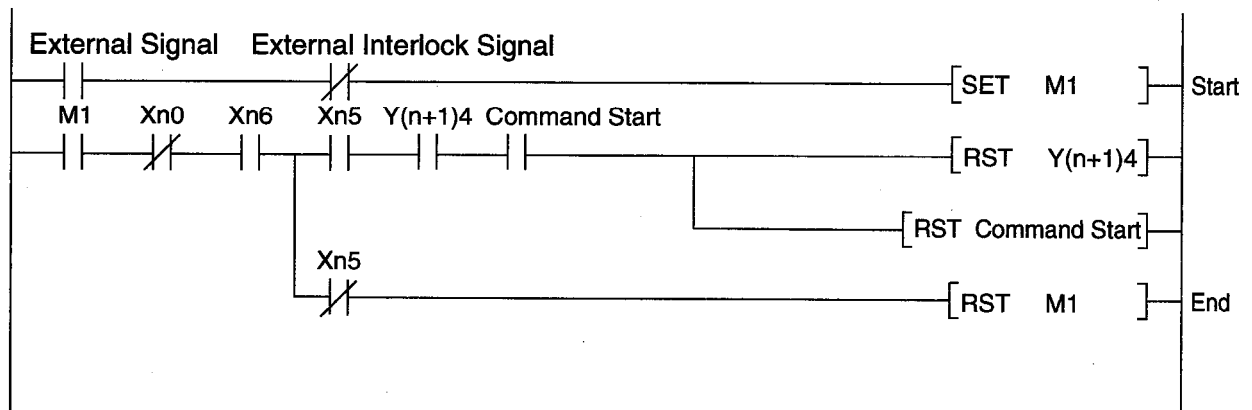 External Signal External Interlock Signal
[SET M1 ] Start
M1 Xn0 Xn6 Xn5 Y(n+1)4 Command Start
[RST Y(n+1)4]
[RST Command Start]
Xn5
[RST M1 ] End